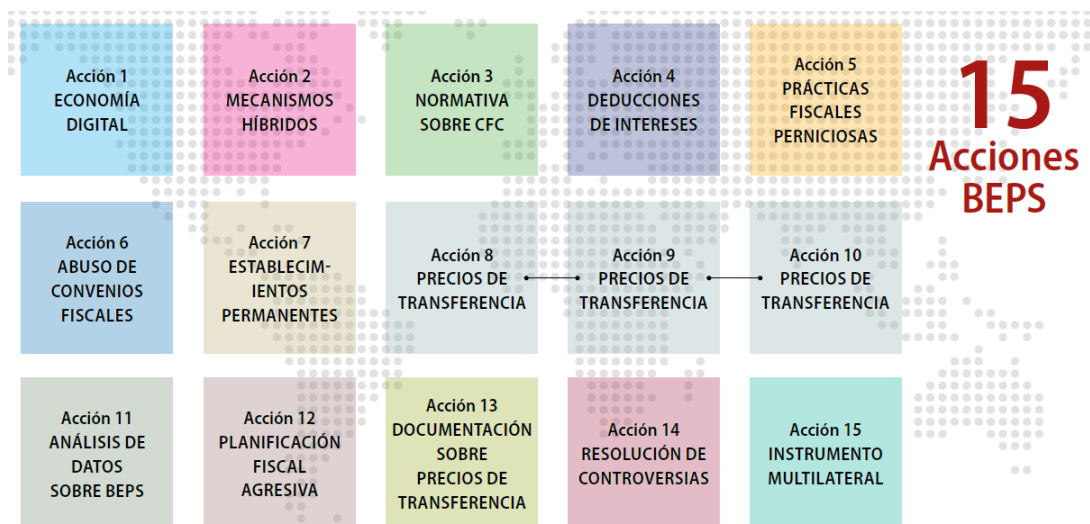 Acción 1
ECONOMÍA
DIGITAL
Acción 2
MECANISMOS
HÍBRIDOS
Acción 3
NORMATIVA
SOBRE CFC
Acción 4
DEDUCCIONES
DE INTERESES
Acción 5
PRÁCTICAS
FISCALES
PERNICIOSAS
15
Acciones
BEPS
Acción 6
ABUSO DE
CONVENIOS
FISCALES
Acción 7
ESTABLECIM-
IENTOS
PERMANENTES
Acción 8
PRECIOS DE
TRANSFERENCIA
Acción 9
PRECIOS DE
TRANSFERENCIA
Acción 10
PRECIOS DE
TRANSFERENCIA
Acción 11
ANÁLISIS DE
DATOS
SOBRE BEPS
Acción 12
PLANIFICACIÓN
FISCAL
AGRESIVA
Acción 13
DOCUMENTACIÓN
SOBRE
PRECIOS DE
TRANSFERENCIA
Acción 14
RESOLUCIÓN DE
CONTROVERSIAS
Acción 15
INSTRUMENTO
MULTILATERAL